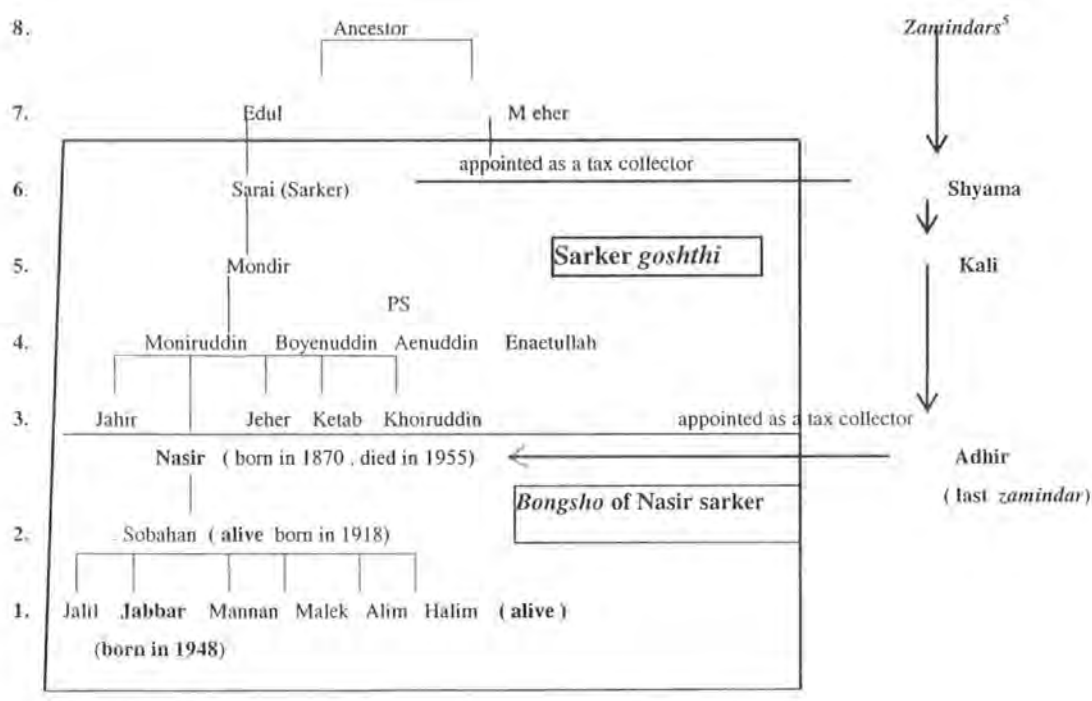 8. Ancestor Zamindars5
7. Edul M eher
appointed as a tax collector
6. Sarai (Sarker) Shyama
Sarker goshthi
5. Mondir Kali
PS
4. Moniruddin Boyenuddin Aenuddin Enaetullah
3. Jahir Jeher Ketab Khoiruddin appointed as a tax collector
Nasir ( born in 1870 , died in 1955) Adhir
Bongsho of Nasir sarker ( last zamindar)
2. Sobahan ( alive born in 1918)
1. Jalil Jabbar Mannan Malek Alim Halim ( alive )
(born in 1948)